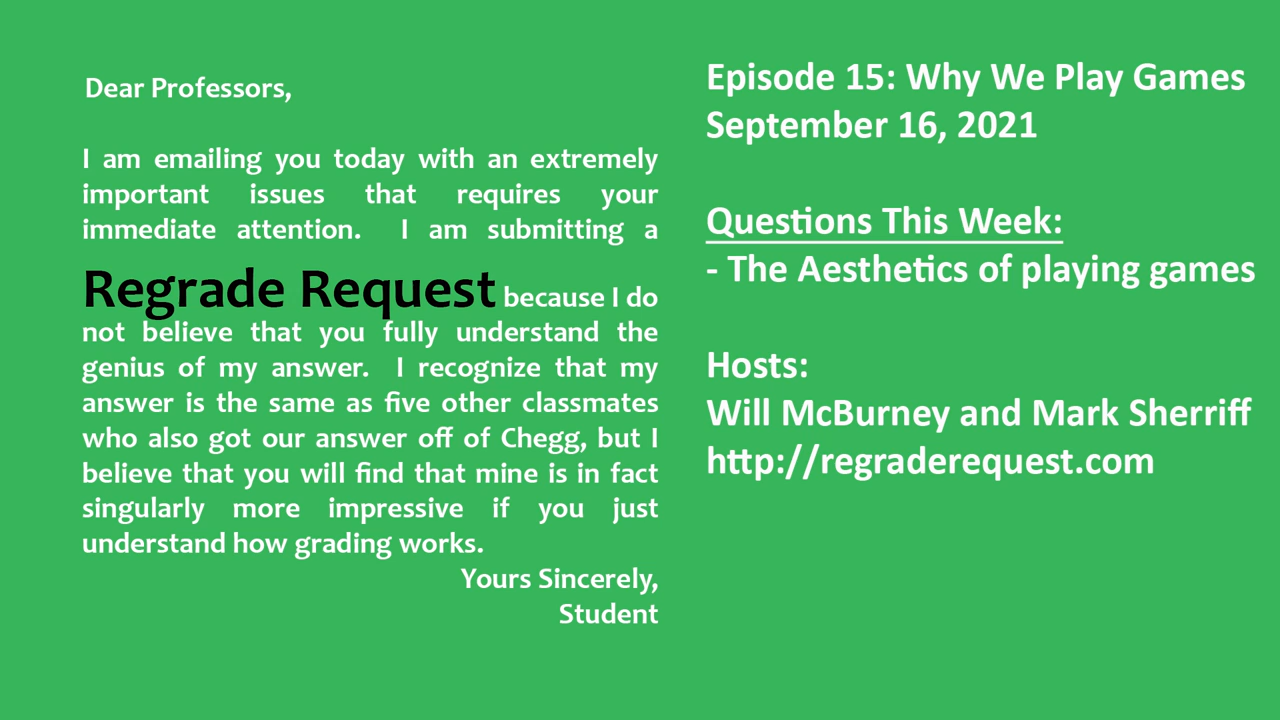 Dear Professors,
I am emailing you today with an extremely
important issues that requires your
immediate attention. I am submitting a
Regrade Request because I do
not believe that you fully understand the
genius of my answer. I recognize that my
answer is the same as five other classmates
who also got our answer off of Chegg, but I
believe that you will find that mine is in fact
singularly more impressive if you just
understand how grading works.
Yours Sincerely,
Student
Episode 15: Why We Play Games
September 16, 2021
Questions This Week:
- The Aesthetics of playing games
Hosts:
Will McBurney and Mark Sherriff
http://regraderequest.com